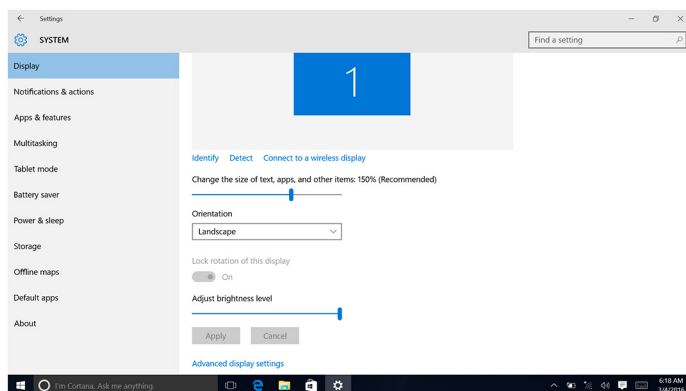 Settings
SYSTEM
Find a setting
Display
Notifications & actions
Apps & features
Multitasking
Tablet mode
Battery saver
Power & sleep
Storage
Offline maps
Default apps
About
1
Identify Detect Connect to a wireless display
Change the size of text, apps, and other items: 150% (Recommended)
Orientation
Landscape
Lock rotation of this display
On
Adjust brightness level
Apply Cancel
Advanced display settings
I'm Cortana. Ask me anything.
6:18 AM
3/4/2016